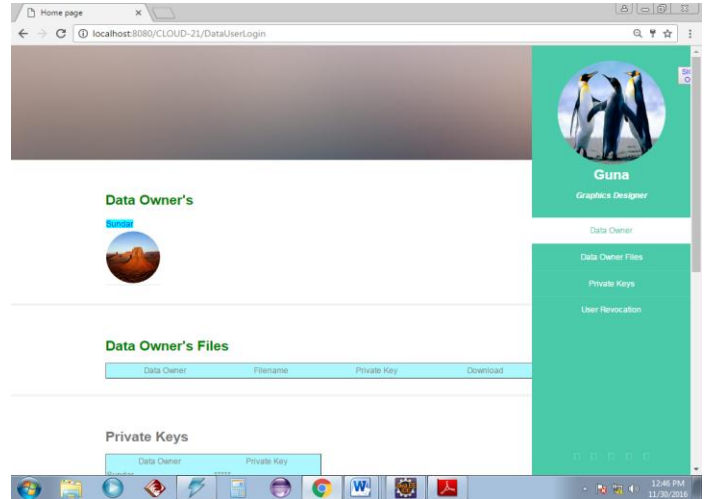 Home page
localhost:8080/CLOUD-21/DataUserLogin
Guna
Graphics Designer
Data Owner
Data Owner Files
Private Keys
User Revocation
Data Owner's
Sundar
Data Owner's Files
Data Owner Filename Private Key Download
Private Keys
Data Owner Private Key
Sundar *****
12:46 PM
11/30/2016